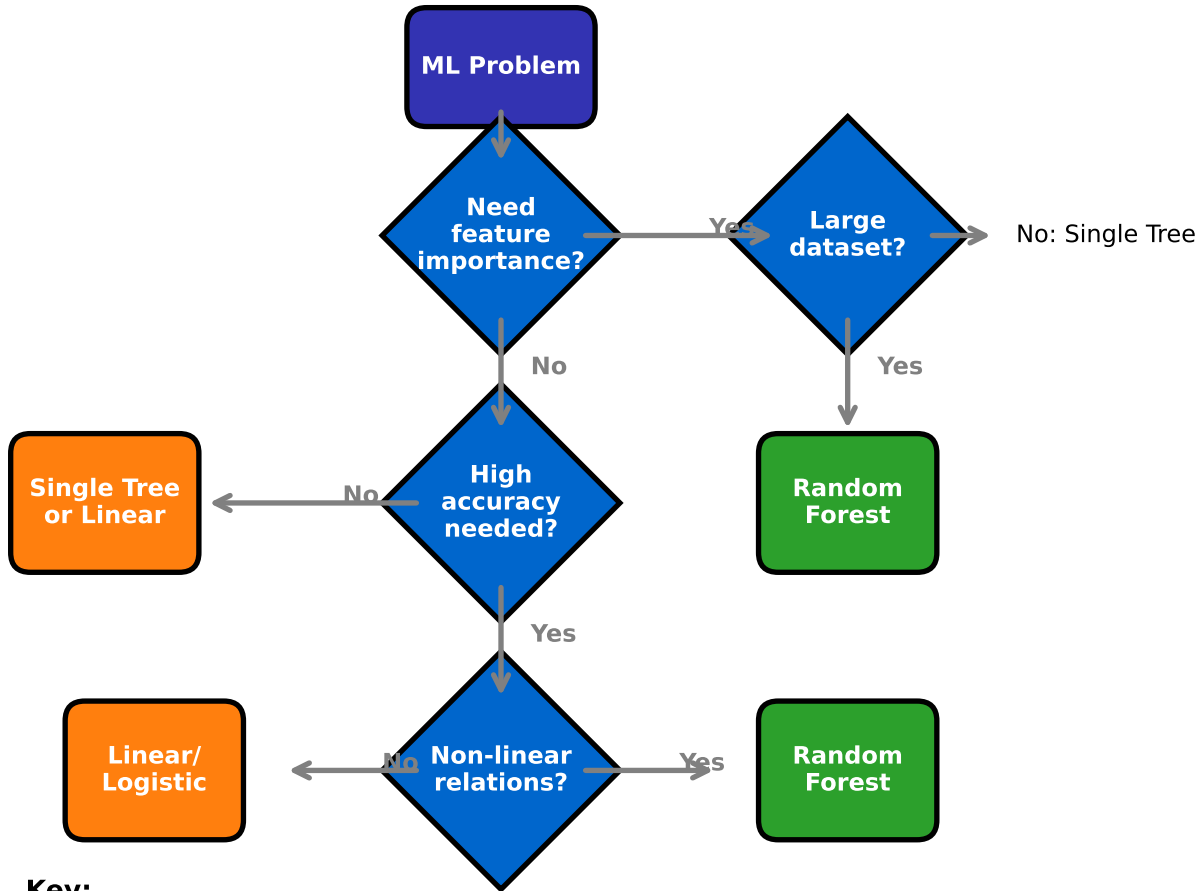 ML Problem
Need
feature
importance?
Yes
Large
dataset?
No: Single Tree
No
Yes
Single Tree
or Linear
No
High
accuracy
needed?
Random
Forest
Yes
Linear/
Logistic
No
Non-linear
relations?
Yes
Random
Forest
Key: